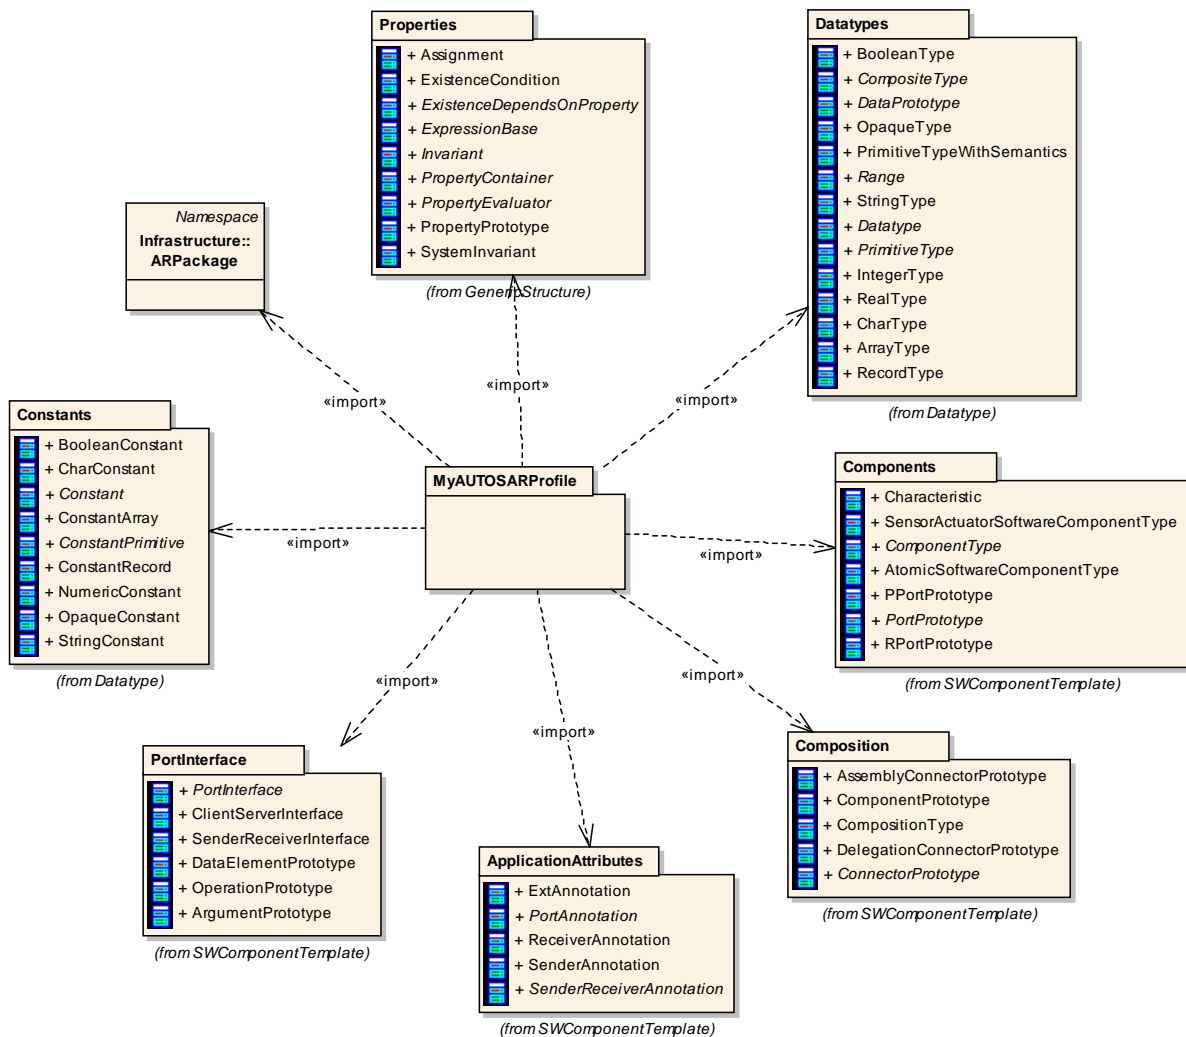 Properties
+ Assignment
+ ExistenceCondition
+ ExistenceDependsOnProperty
+ ExpressionBase
+ Invariant
+ PropertyContainer
+ PropertyEvaluator
+ PropertyPrototype
+ SystemInvariant
(from GenericStructure)
Datatypes
+ BooleanType
+ CompositeType
+ DataPrototype
+ OpaqueType
+ PrimitiveTypeWithSemantics
+ Range
+ StringType
+ Datatype
+ PrimitiveType
+ IntegerType
+ RealType
+ CharType
+ ArrayType
+ RecordType
(from Datatype)
Namespace
Infrastructure::
ARPackage
«import»
«import»
«import»
Constants
+ BooleanConstant
+ CharConstant
+ Constant
+ ConstantArray
+ ConstantPrimitive
+ ConstantRecord
+ NumericConstant
+ OpaqueConstant
+ StringConstant
(from Datatype)
MyAUTOSARProfile
«import»
«import»
Components
+ Characteristic
+ SensorActuatorSoftwareComponentType
+ ComponentType
+ AtomicSoftwareComponentType
+ PPortPrototype
+ PortPrototype
+ RPortPrototype
(from SWComponentTemplate)
«import»
«import»
«import»
PortInterface
+ PortInterface
+ ClientServerInterface
+ SenderReceiverInterface
+ DataElementPrototype
+ OperationPrototype
+ ArgumentPrototype
(from SWComponentTemplate)
ApplicationAttributes
+ ExtAnnotation
+ PortAnnotation
+ ReceiverAnnotation
+ SenderAnnotation
+ SenderReceiverAnnotation
(from SWComponentTemplate)
Composition
+ AssemblyConnectorPrototype
+ ComponentPrototype
+ CompositionType
+ DelegationConnectorPrototype
+ ConnectorPrototype
(from SWComponentTemplate)